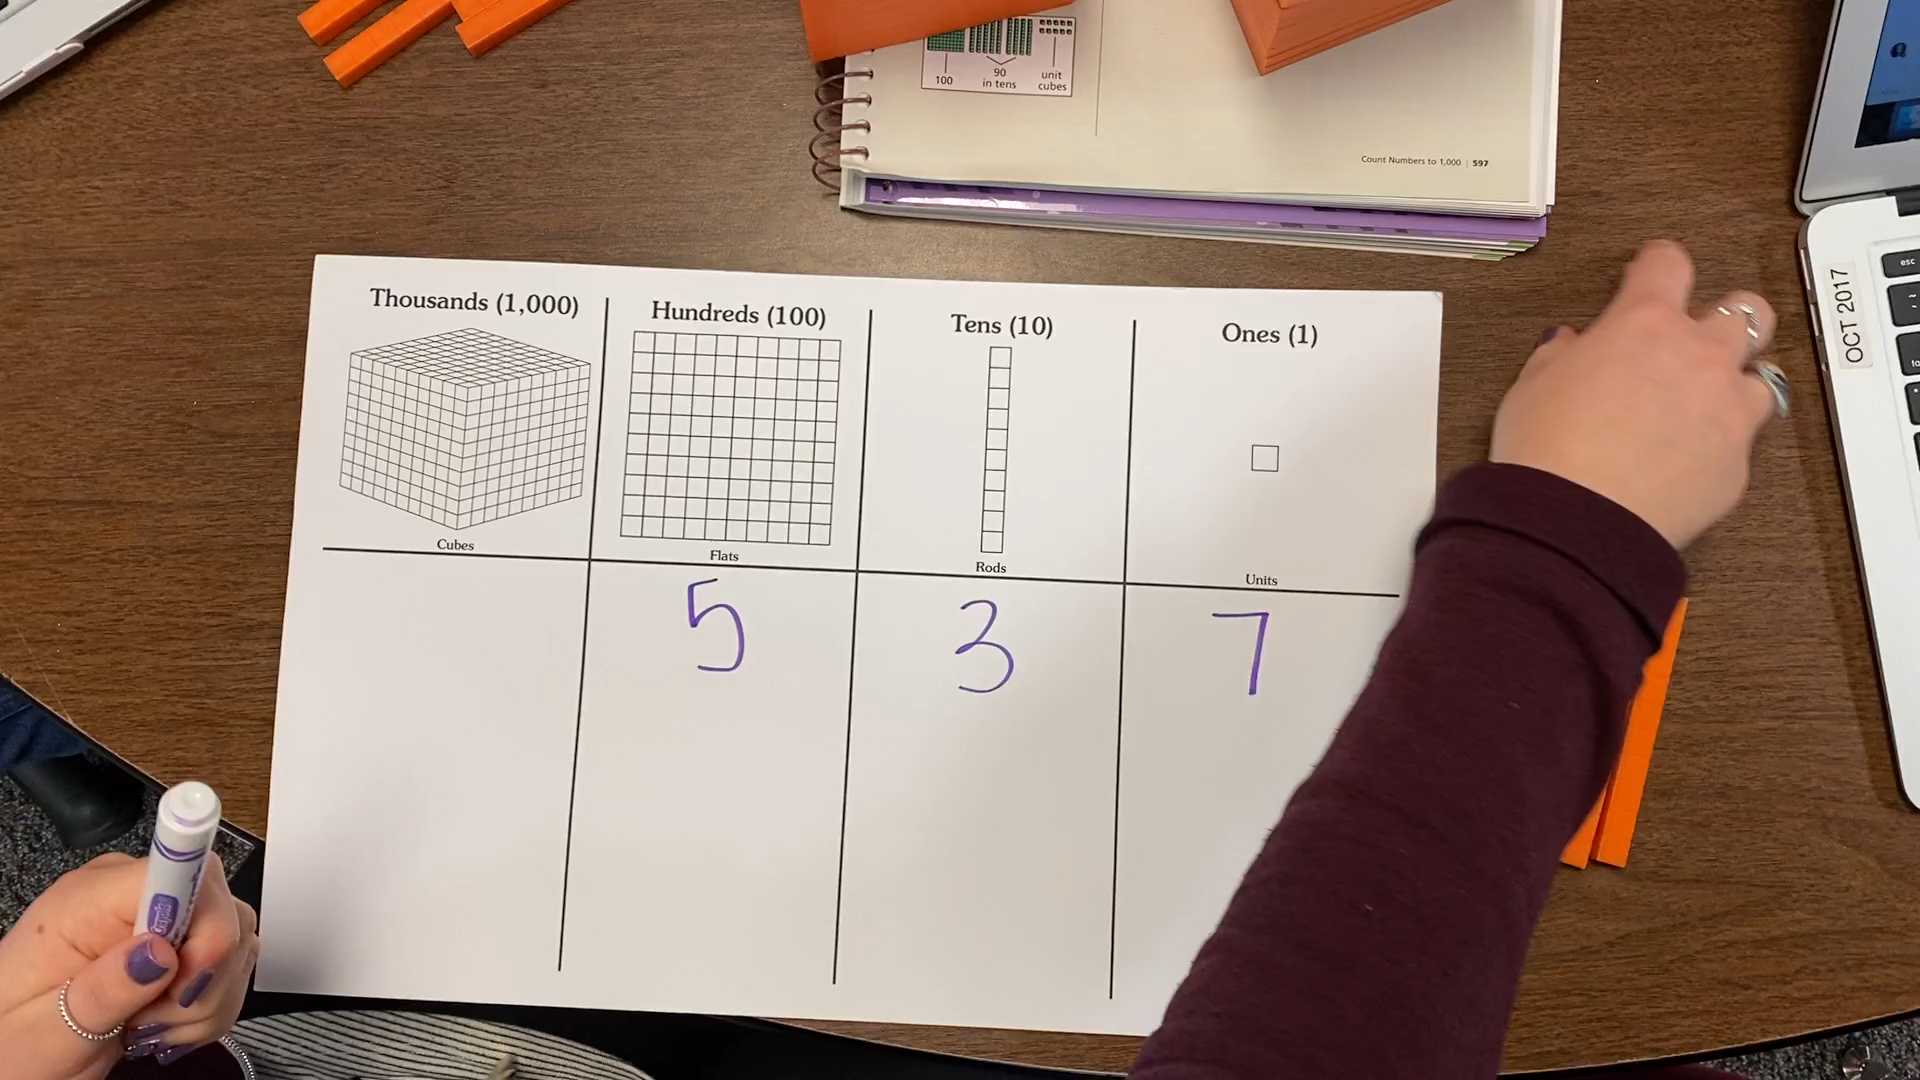 100
90
in tens
unit
cubes
Count Numbers to 1,000 | 597
esc
OCT 2017
Thousands (1,000)
Hundreds (100)
Tens (10)
Ones (1)
Cubes
Flats
Rods
Units
5
3
7